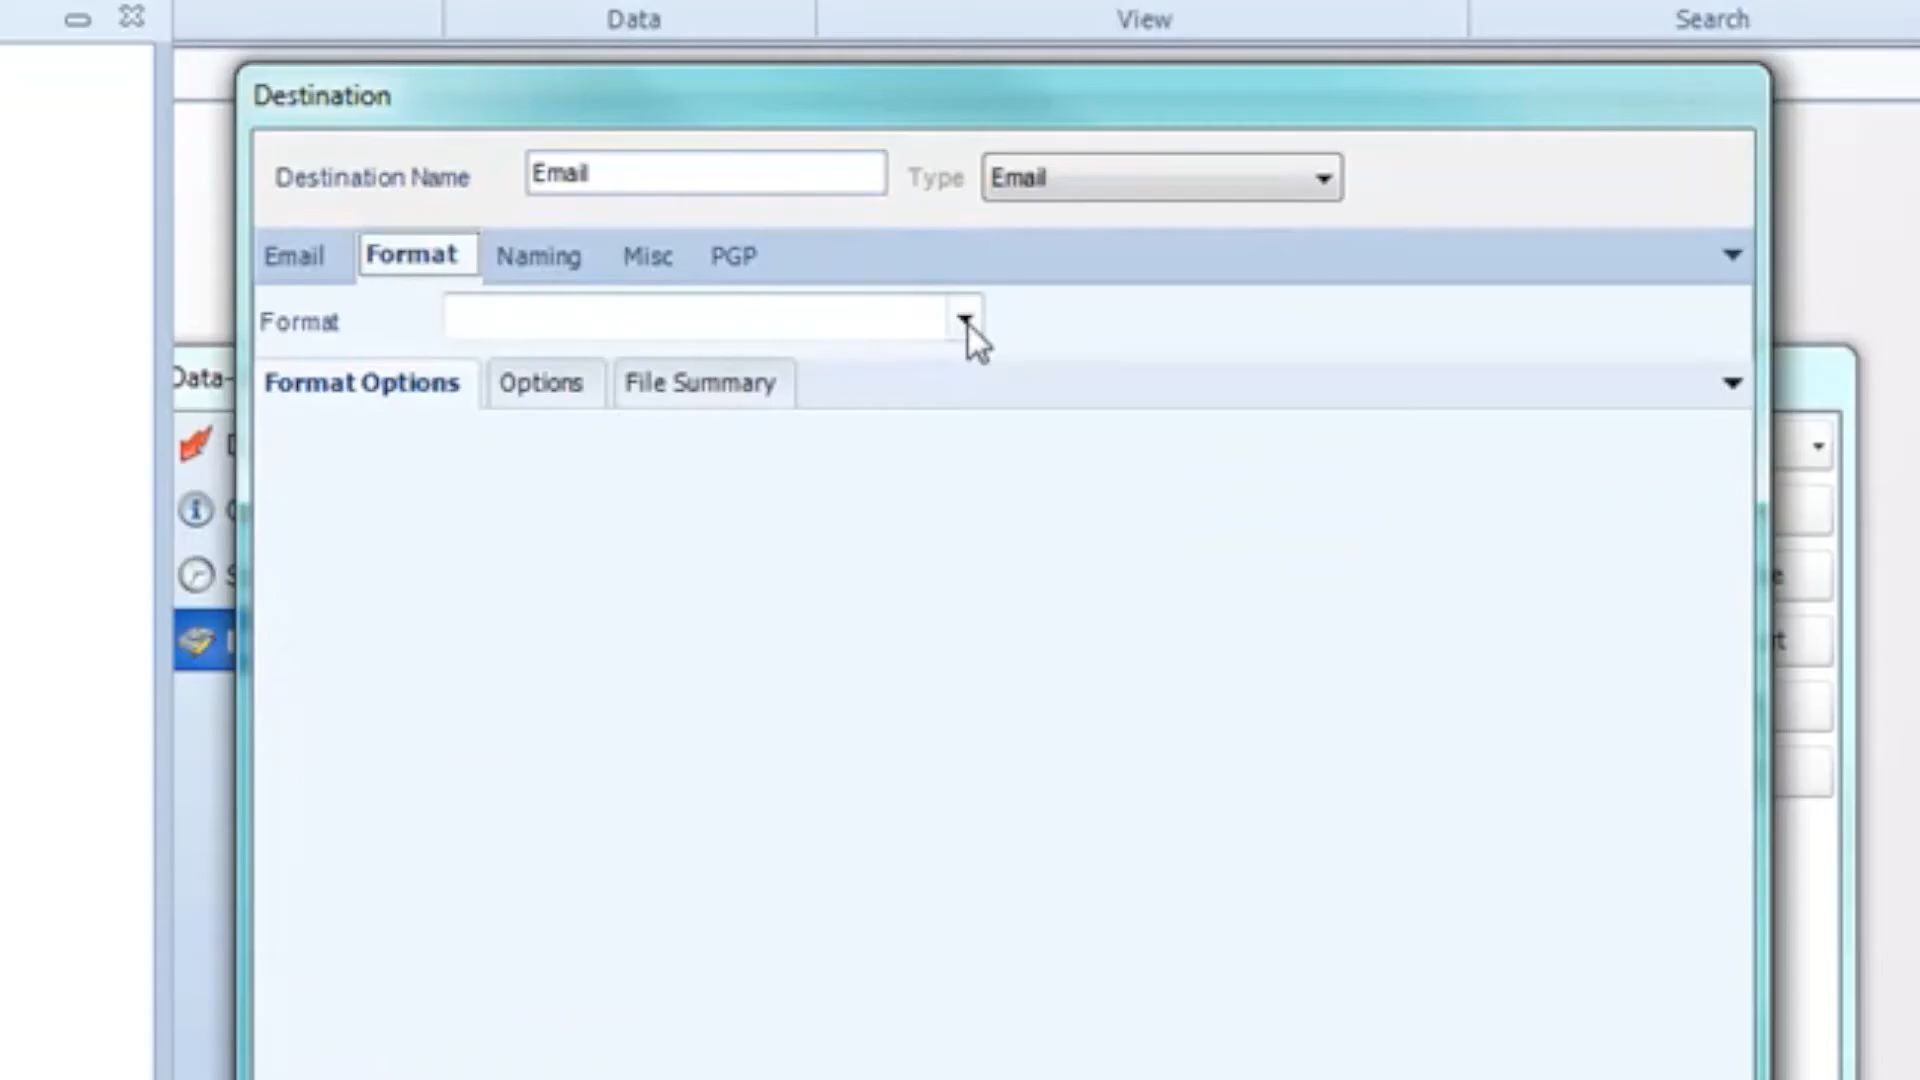 Data View Search
Destination
Destination Name Email Type Email
Email Format Naming Misc PGP
Format
Format Options Options File Summary
Data-